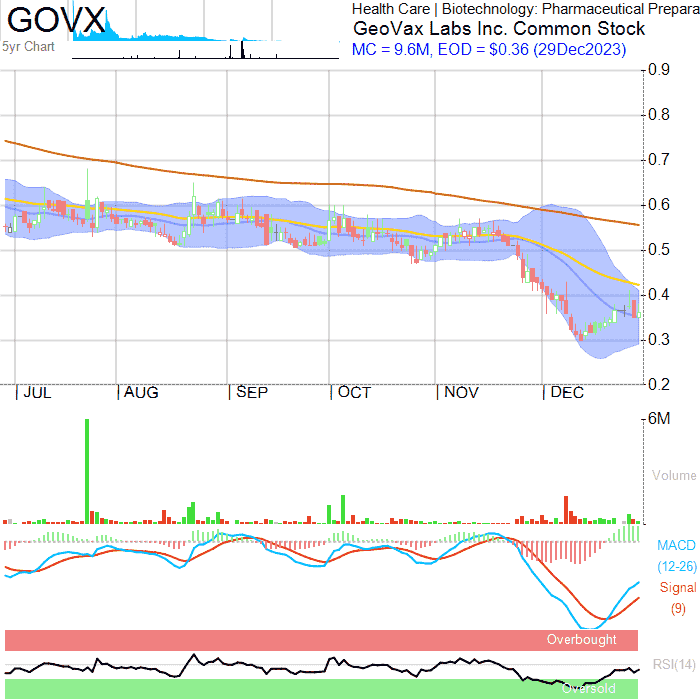 GOVX
Health Care | Biotechnology: Pharmaceutical Prepara
GeoVax Labs Inc. Common Stock
5yr Chart
MC = 9.6M, EOD = $0.36 (29Dec2023)
0.9
0.8
0.7
0.6
0.5
0.4
0.3
0.2
JUL
AUG
SEP
OCT
NOV
DEC
6M
Volume
MACD
(12-26)
Signal
(9)
Overbought
RSI(14)
Oversold